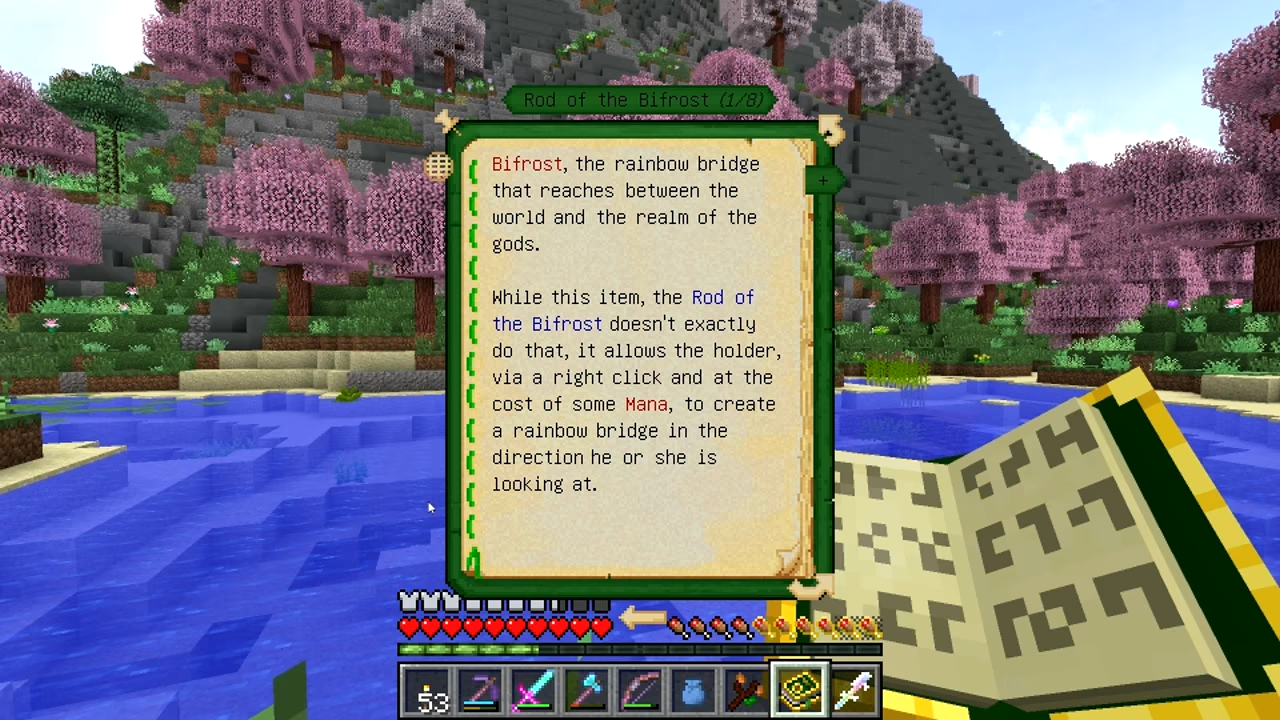 Rod of the Bifrost (1/8)
Bifrost, the rainbow bridge
that reaches between the
world and the realm of the
gods.
While this item, the Rod of
the Bifrost doesn't exactly
do that, it allows the holder,
via a right click and at the
cost of some Mana, to create
a rainbow bridge in the
direction he or she is
looking at.
+
53